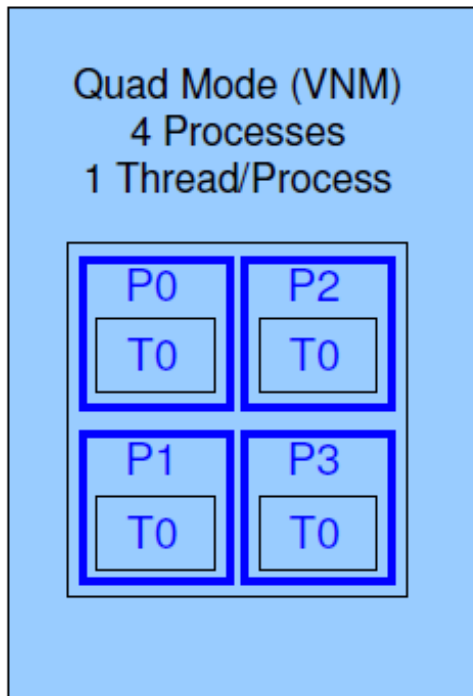 Quad Mode (VNM)
4 Processes
1 Thread/Process
P0
P2
T0
T0
P1
P3
T0
T0